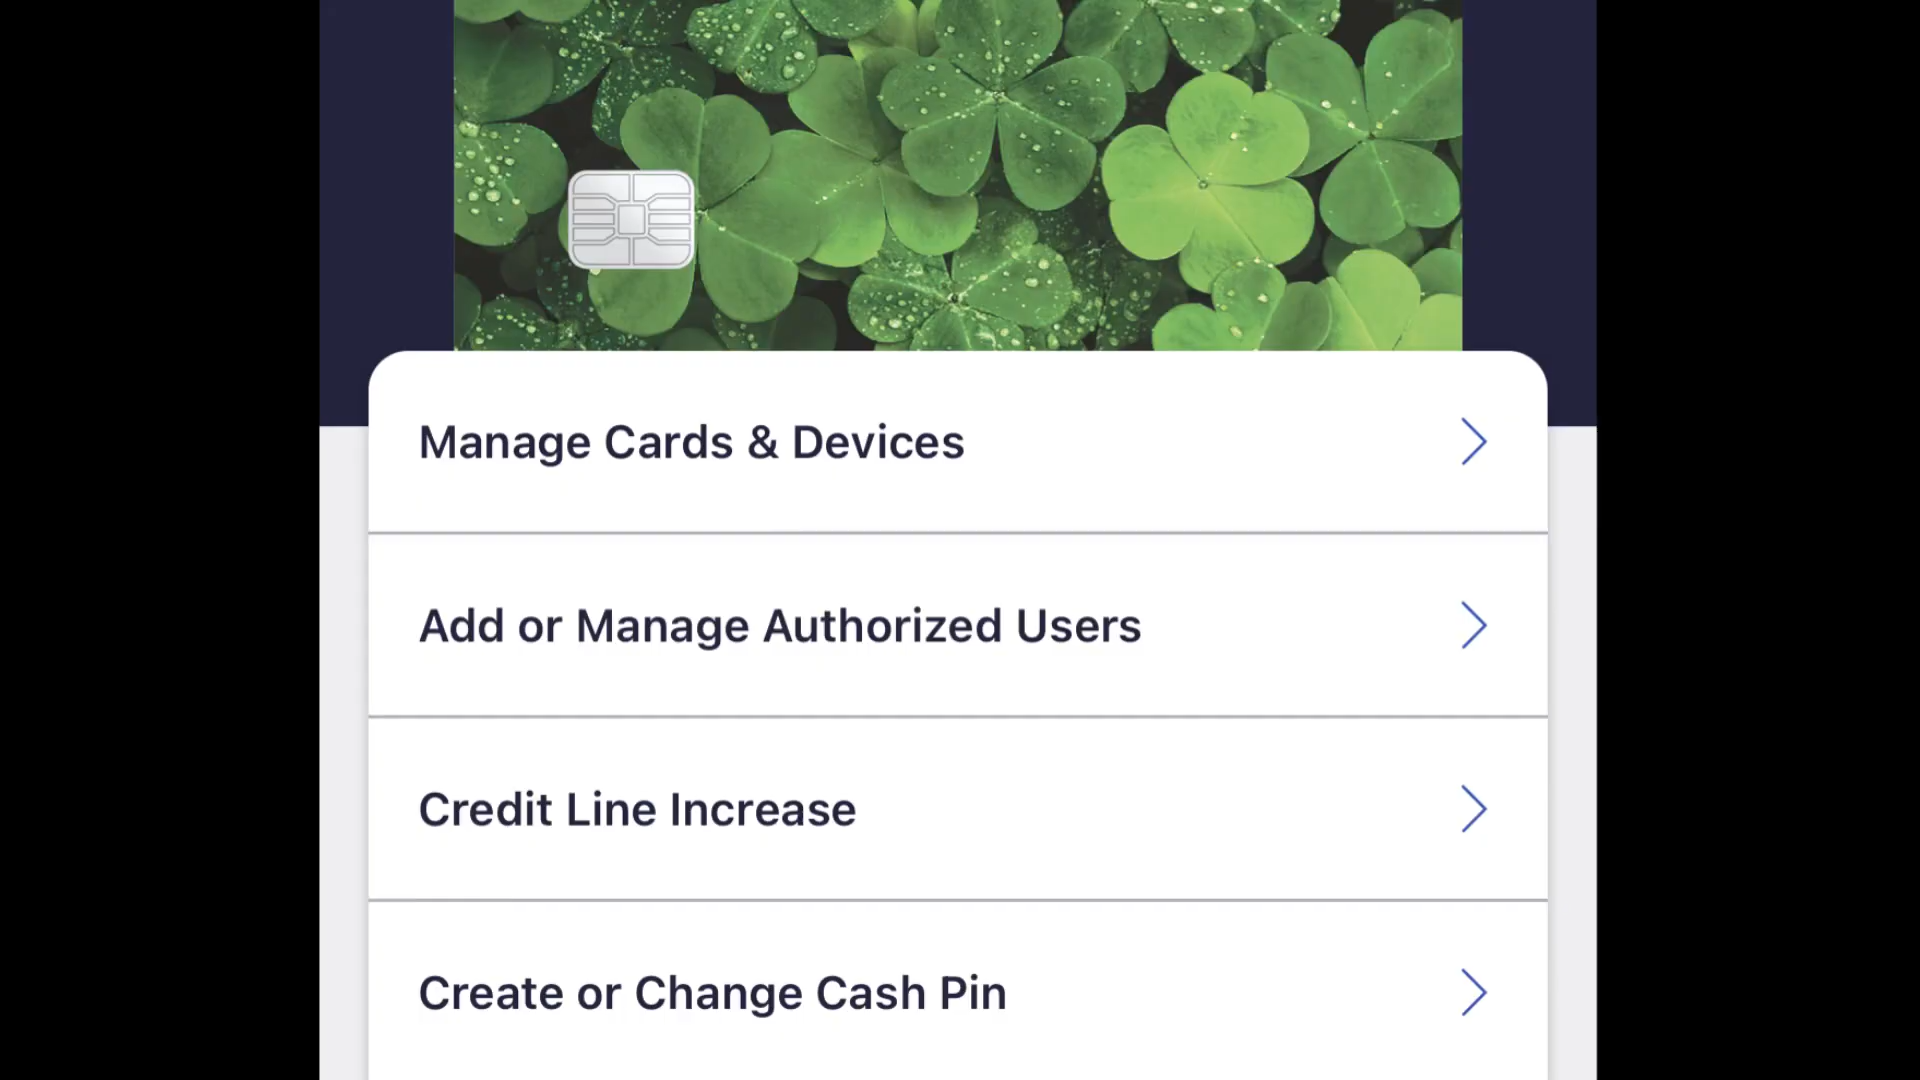 Manage Cards & Devices
Add or Manage Authorized Users
Credit Line Increase
Create or Change Cash Pin